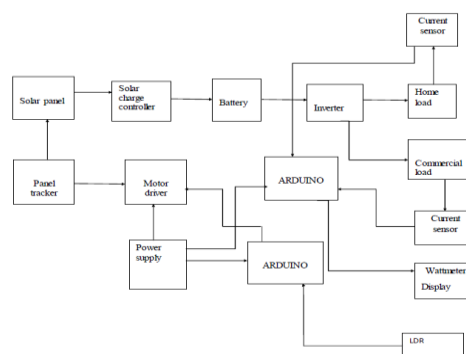 Current
sensor
Solar panel
Solar
charge
controller
Battery
Inverter
Home
load
Panel
tracker
Motor
driver
ARDUINO
Commercial
load
Power
supply
ARDUINO
Current
sensor
Wattmeter
Display
LDR